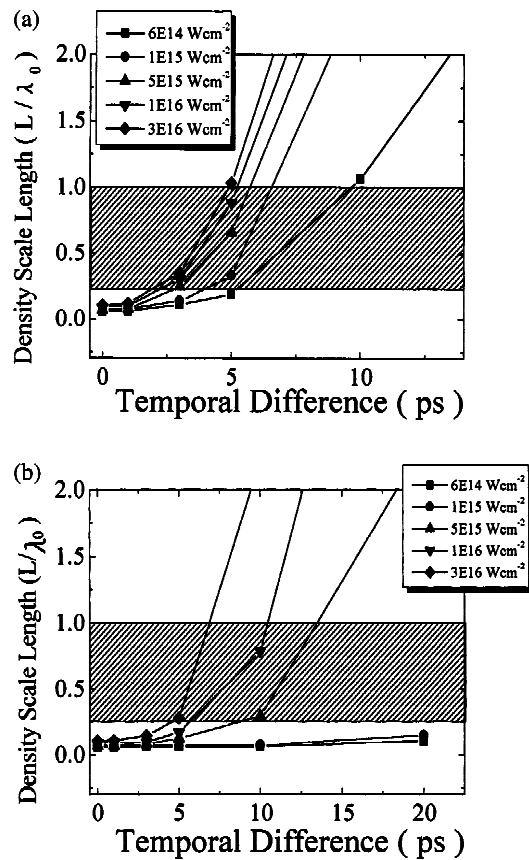 (a)
6E14 Wcm-2
1E15 Wcm-2
5E15 Wcm-2
1E16 Wcm-2
3E16 Wcm-2
Density Scale Length ( L / λ0 )
2.0
1.5
1.0
0.5
0.0
0 5 10
Temporal Difference ( ps )
(b)
6E14 Wcm-2
1E15 Wcm-2
5E15 Wcm-2
1E16 Wcm-2
3E16 Wcm-2
Density Scale Length (L/λ0)
2.0
1.5
1.0
0.5
0.0
0 5 10 15 20
Temporal Difference ( ps )